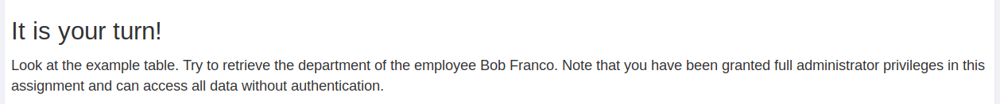 It is your turn!
Look at the example table. Try to retrieve the department of the employee Bob Franco. Note that you have been granted full administrator privileges in this
assignment and can access all data without authentication.